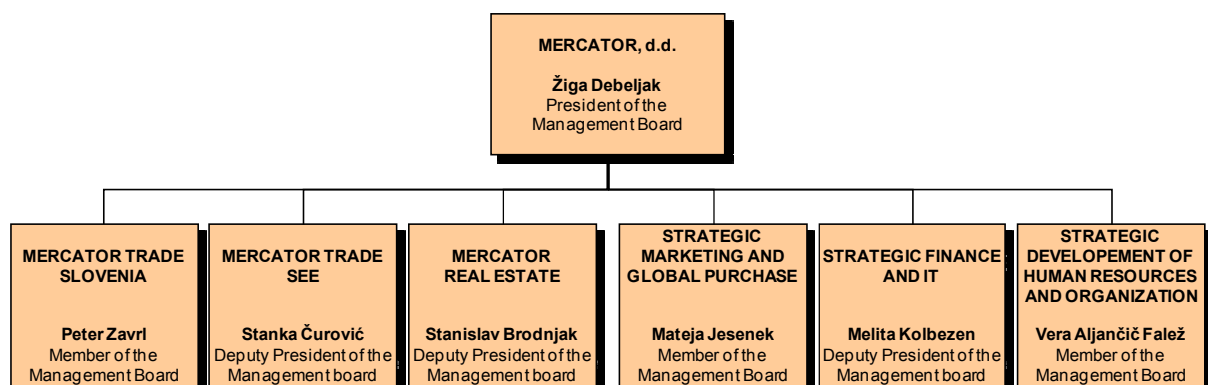 MERCATOR, d.d.
Žiga Debeljak
President of the
Management Board
MERCATOR TRADE
SLOVENIA
Peter Zavrl
Member of the
Management Board
MERCATOR TRADE
SEE
Stanka Čurović
Deputy President of the
Management board
MERCATOR
REAL ESTATE
Stanislav Brodnjak
Deputy President of the
Management board
STRATEGIC
MARKETING AND
GLOBAL PURCHASE
Mateja Jesenek
Member of the
Management Board
STRATEGIC FINANCE
AND IT
Melita Kolbezen
Deputy President of the
Management board
STRATEGIC
DEVELOPEMENT OF
HUMAN RESOURCES
AND ORGANIZATION
Vera Aljančič Falež
Member of the
Management Board